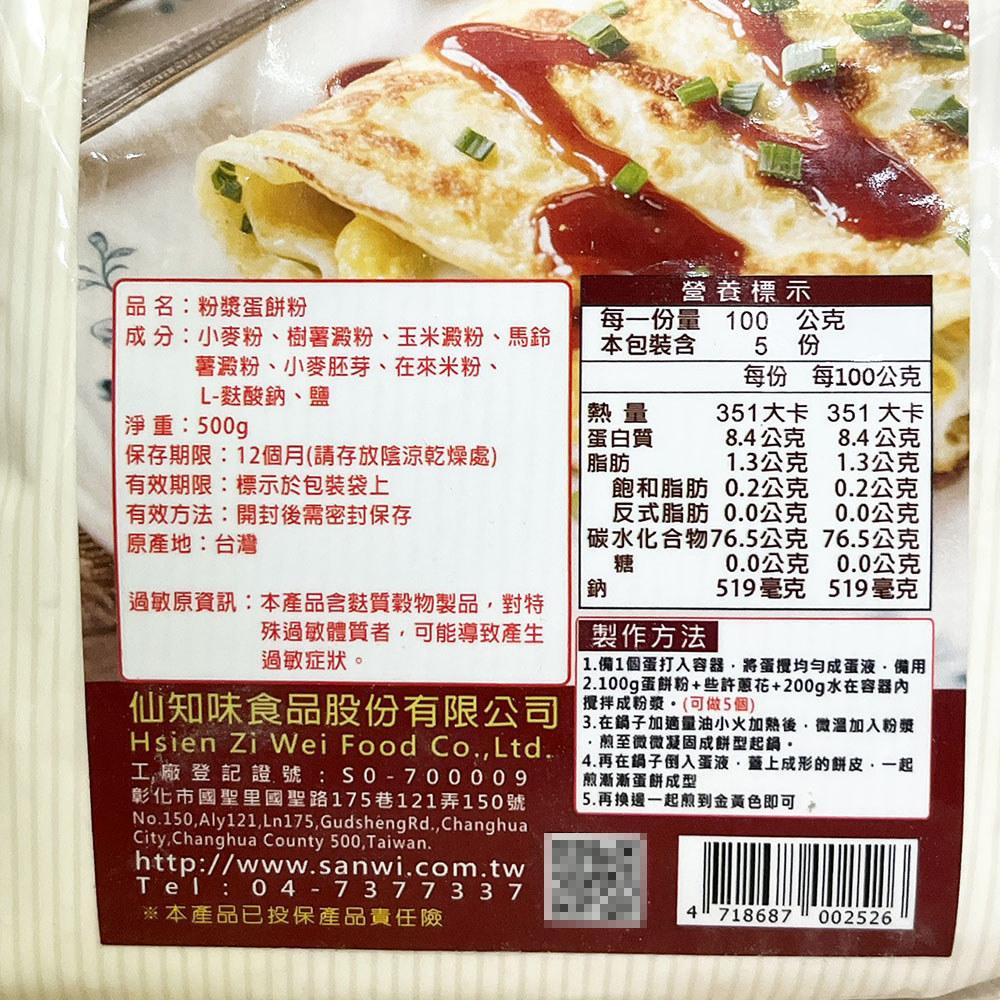 品名：粉漿蛋餅粉
成分：小麥粉、樹薯澱粉、玉米澱粉、馬鈴
薯澱粉、小麥胚芽、在來米粉、
L-麩酸鈉、鹽
淨重：500g
保存期限：12個月(請存放陰涼乾燥處)
有效期限：標示於包裝袋上
有效方法：開封後需密封保存
原產地：台灣
過敏原資訊：本產品含麩質穀物製品，對特
殊過敏體質者，可能導致產生
過敏症狀。
營養標示
每一份量 100 公克
本包裝含 5 份
每份 每100公克
熱量 351大卡 351大卡
蛋白質 8.4公克 8.4公克
脂肪 1.3公克 1.3公克
飽和脂肪 0.2公克 0.2公克
反式脂肪 0.0公克 0.0公克
碳水化合物76.5公克 76.5公克
糖 0.0公克 0.0公克
鈉 519毫克 519毫克
製作方法
1.備1個蛋打入容器，將蛋攪均勻成蛋液，備用
2.100g蛋餅粉+些許蔥花+200g水在容器內
攪拌成粉漿。(可做5個)
3.在鍋子加適量油小火加熱後，微溫加入粉漿
，煎至微微凝固成餅型起鍋。
4.再在鍋子倒入蛋液，蓋上成形的餅皮，一起
煎漸漸蛋餅成型
5.再換邊一起煎到金黃色即可
仙知味食品股份有限公司
Hsien Zi Wei Food Co.,Ltd.
工廠登記證號：S0-700009
彰化市國聖里國聖路175巷121弄150號
No.150,Aly121,Ln175,GudshengRd.,Changhua
City,Changhua County 500,Taiwan.
http://www.sanwi.com.tw
Tel：04-7377337
※本產品已投保產品責任險
4 718687 002526